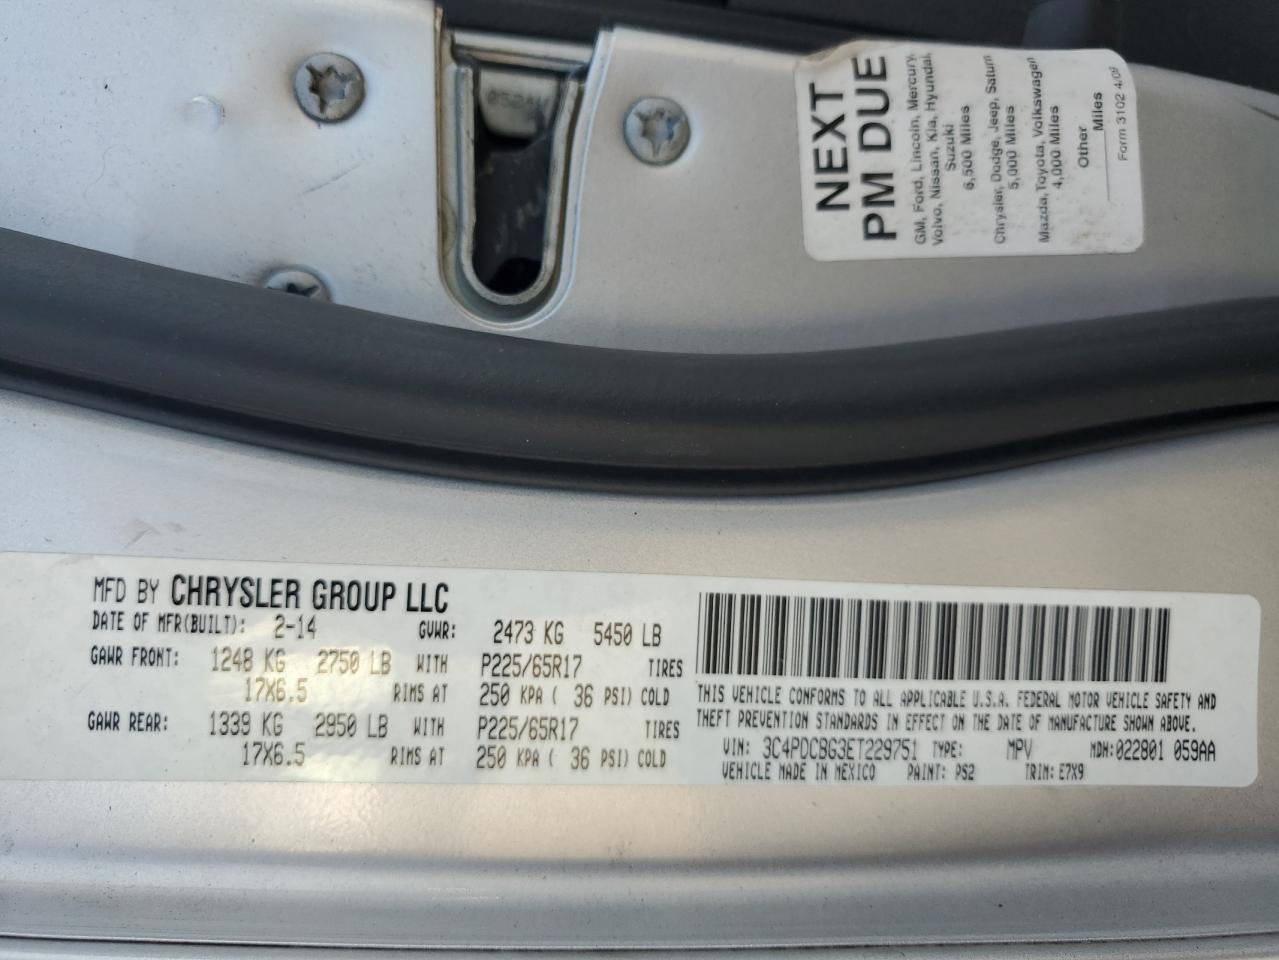 NEXT
PM DUE
GM, Ford, Lincoln, Mercury,
Volvo, Nissan, Kia, Hyundai,
Suzuki
6,500 Miles
Chrysler, Dodge, Jeep, Saturn
5,000 Miles
Mazda, Toyota, Volkswagen
4,000 Miles
Other
Miles
Form 3102 4/09
MFD BY CHRYSLER GROUP LLC
DATE OF MFR(BUILT): 2-14 GVWR: 2473 KG 5450 LB
GAWR FRONT: 1248 KG 2750 LB WITH P225/65R17 TIRES
17X6.5 RIMS AT 250 KPA ( 36 PSI) COLD
GAWR REAR: 1339 KG 2950 LB WITH P225/65R17 TIRES
17X6.5 RIMS AT 250 KPA ( 36 PSI) COLD
THIS VEHICLE CONFORMS TO ALL APPLICABLE U.S.A. FEDERAL MOTOR VEHICLE SAFETY AND
THEFT PREVENTION STANDARDS IN EFFECT ON THE DATE OF MANUFACTURE SHOWN ABOVE.
VIN: 3C4PDCBG3ET229751 TYPE: MPV MDH:022801 059AA
VEHICLE MADE IN MEXICO PAINT: PS2 TRIM: E7X9